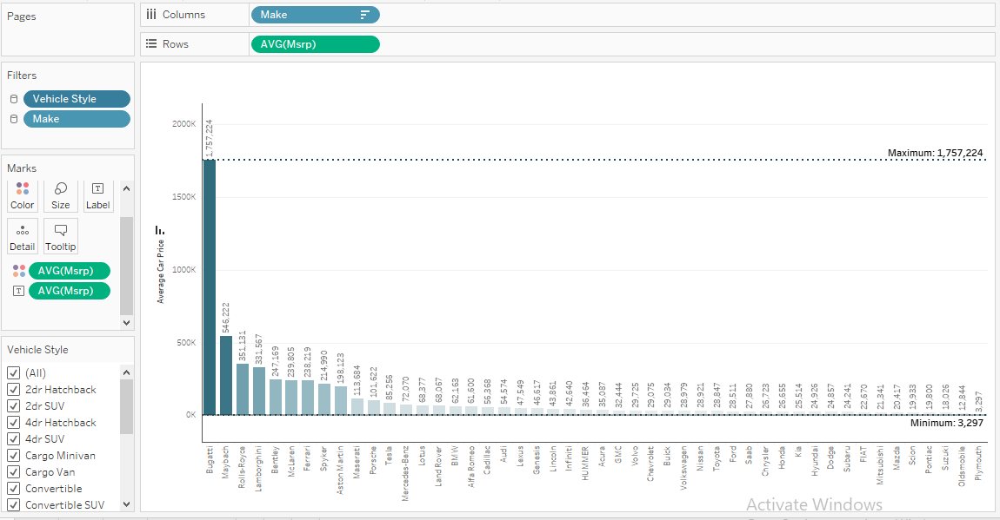 Pages
Columns
Make
Rows
AVG(Msrp)
Filters
Vehicle Style
Make
Marks
Color
Size
Label
Detail
Tooltip
AVG(Msrp)
AVG(Msrp)
Vehicle Style
(All)
2dr Hatchback
2dr SUV
4dr Hatchback
4dr SUV
Cargo Minivan
Cargo Van
Convertible
Convertible SUV
Average Car Price
2000K
1500K
1000K
500K
0K
Maximum: 1,757,224
Minimum: 3,297
1,757,224
546,222
351,131
331,567
247,169
239,805
238,219
214,990
198,123
113,684
101,622
85,256
72,070
68,377
68,067
62,163
61,600
56,368
54,574
47,549
46,617
43,861
42,640
36,464
35,087
32,444
29,725
29,075
29,034
28,979
28,921
28,847
28,511
27,880
26,723
26,655
25,514
24,926
24,857
24,241
22,670
21,341
20,417
19,933
19,800
18,026
12,844
3,297
Bugatti
Maybach
Rolls-Royce
Lamborghini
Bentley
McLaren
Ferrari
Spyker
Aston Martin
Maserati
Porsche
Tesla
Mercedes-Benz
Lotus
Land Rover
BMW
Alfa Romeo
Cadillac
Audi
Lexus
Genesis
Lincoln
Infiniti
HUMMER
Acura
GMC
Volvo
Chevrolet
Buick
Volkswagen
Nissan
Toyota
Ford
Saab
Chrysler
Honda
Kia
Hyundai
Dodge
Subaru
FIAT
Mitsubishi
Mazda
Scion
Pontiac
Suzuki
Oldsmobile
Plymouth
Activate Windows